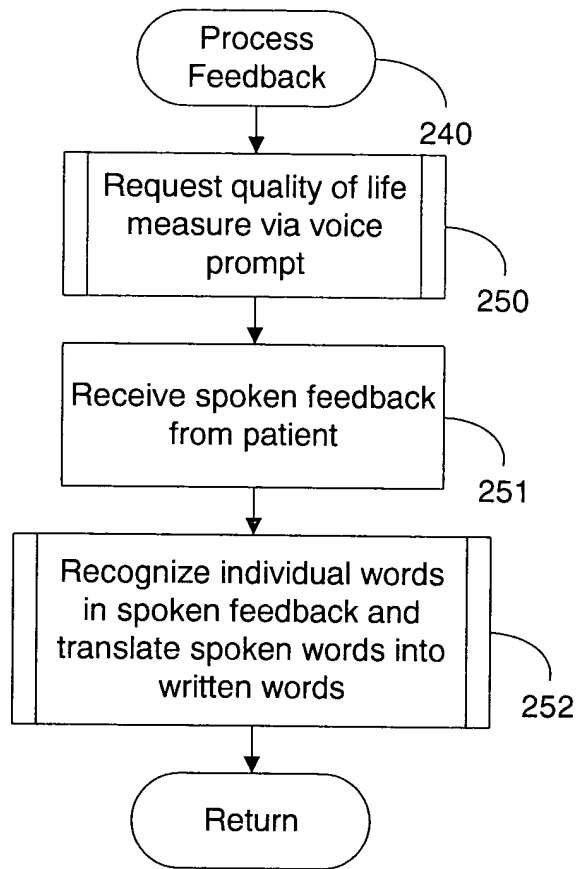 Process
Feedback
240
Request quality of life
measure via voice
prompt
250
Receive spoken feedback
from patient
251
Recognize individual words
in spoken feedback and
translate spoken words into
written words
252
Return